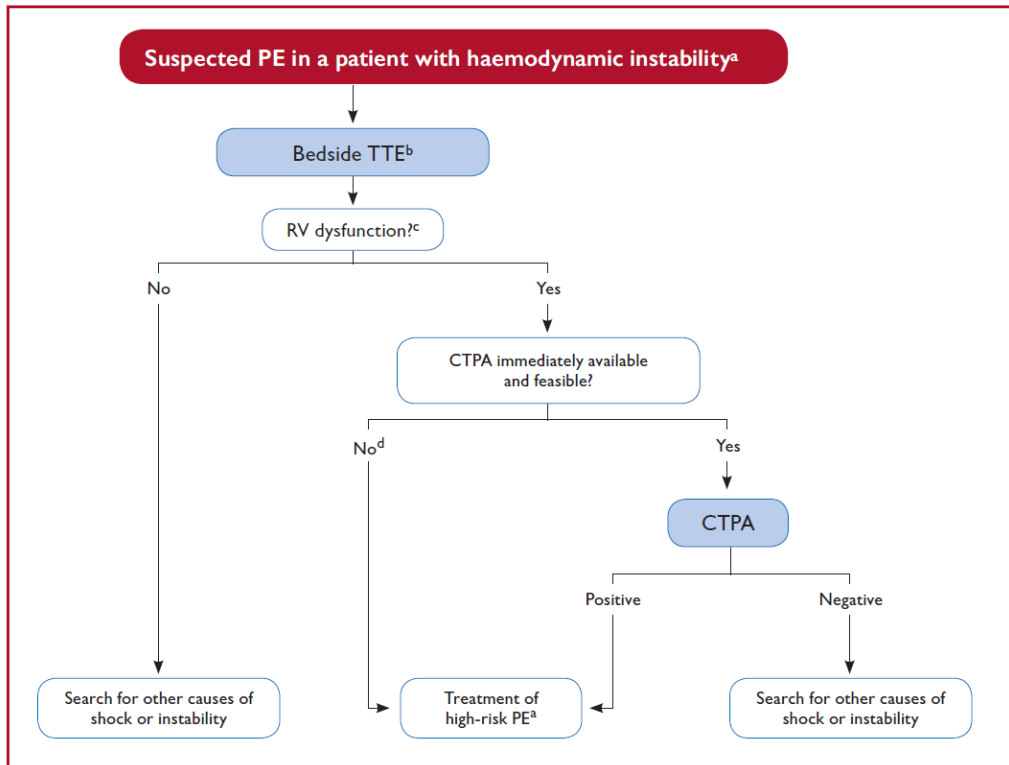 Suspected PE in a patient with haemodynamic instabilityᵃ
Bedside TTEᵇ
RV dysfunction?ᶜ
No
Yes
CTPA immediately available
and feasible?
Noᵈ
Yes
CTPA
Positive
Negative
Search for other causes of
shock or instability
Treatment of
high-risk PEᵃ
Search for other causes of
shock or instability